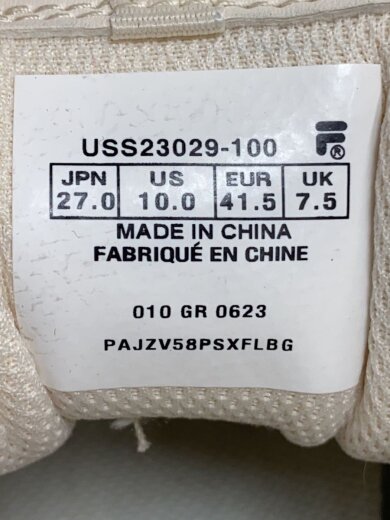 USS23029-100
F®
JPN US EUR UK
27.0 10.0 41.5 7.5
MADE IN CHINA
FABRIQUÉ EN CHINE
010 GR 0623
PAJZV58PSXFLBG